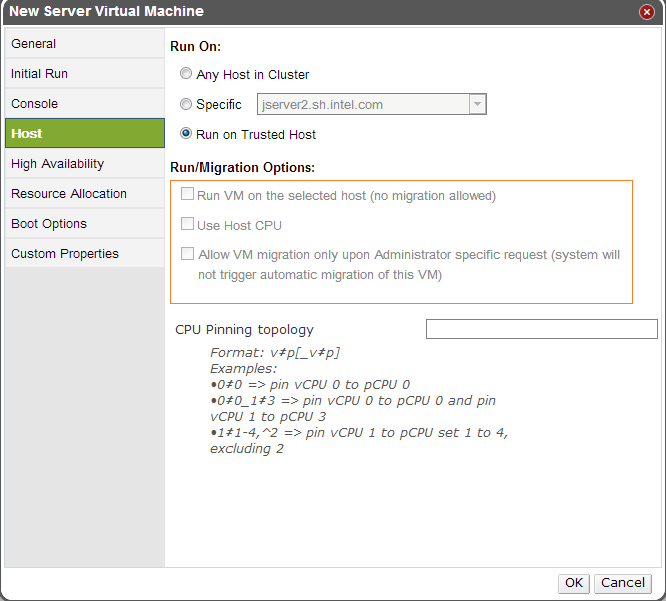 New Server Virtual Machine
General
Initial Run
Console
Host
High Availability
Resource Allocation
Boot Options
Custom Properties
Run On:
Any Host in Cluster
Specific jserver2.sh.intel.com
Run on Trusted Host
Run/Migration Options:
Run VM on the selected host (no migration allowed)
Use Host CPU
Allow VM migration only upon Administrator specific request (system will
not trigger automatic migration of this VM)
CPU Pinning topology
Format: v#p[_v#p]
Examples:
•0#0 => pin vCPU 0 to pCPU 0
•0#0_1#3 => pin vCPU 0 to pCPU 0 and pin
vCPU 1 to pCPU 3
•1#1-4,^2 => pin vCPU 1 to pCPU set 1 to 4,
excluding 2
OK Cancel